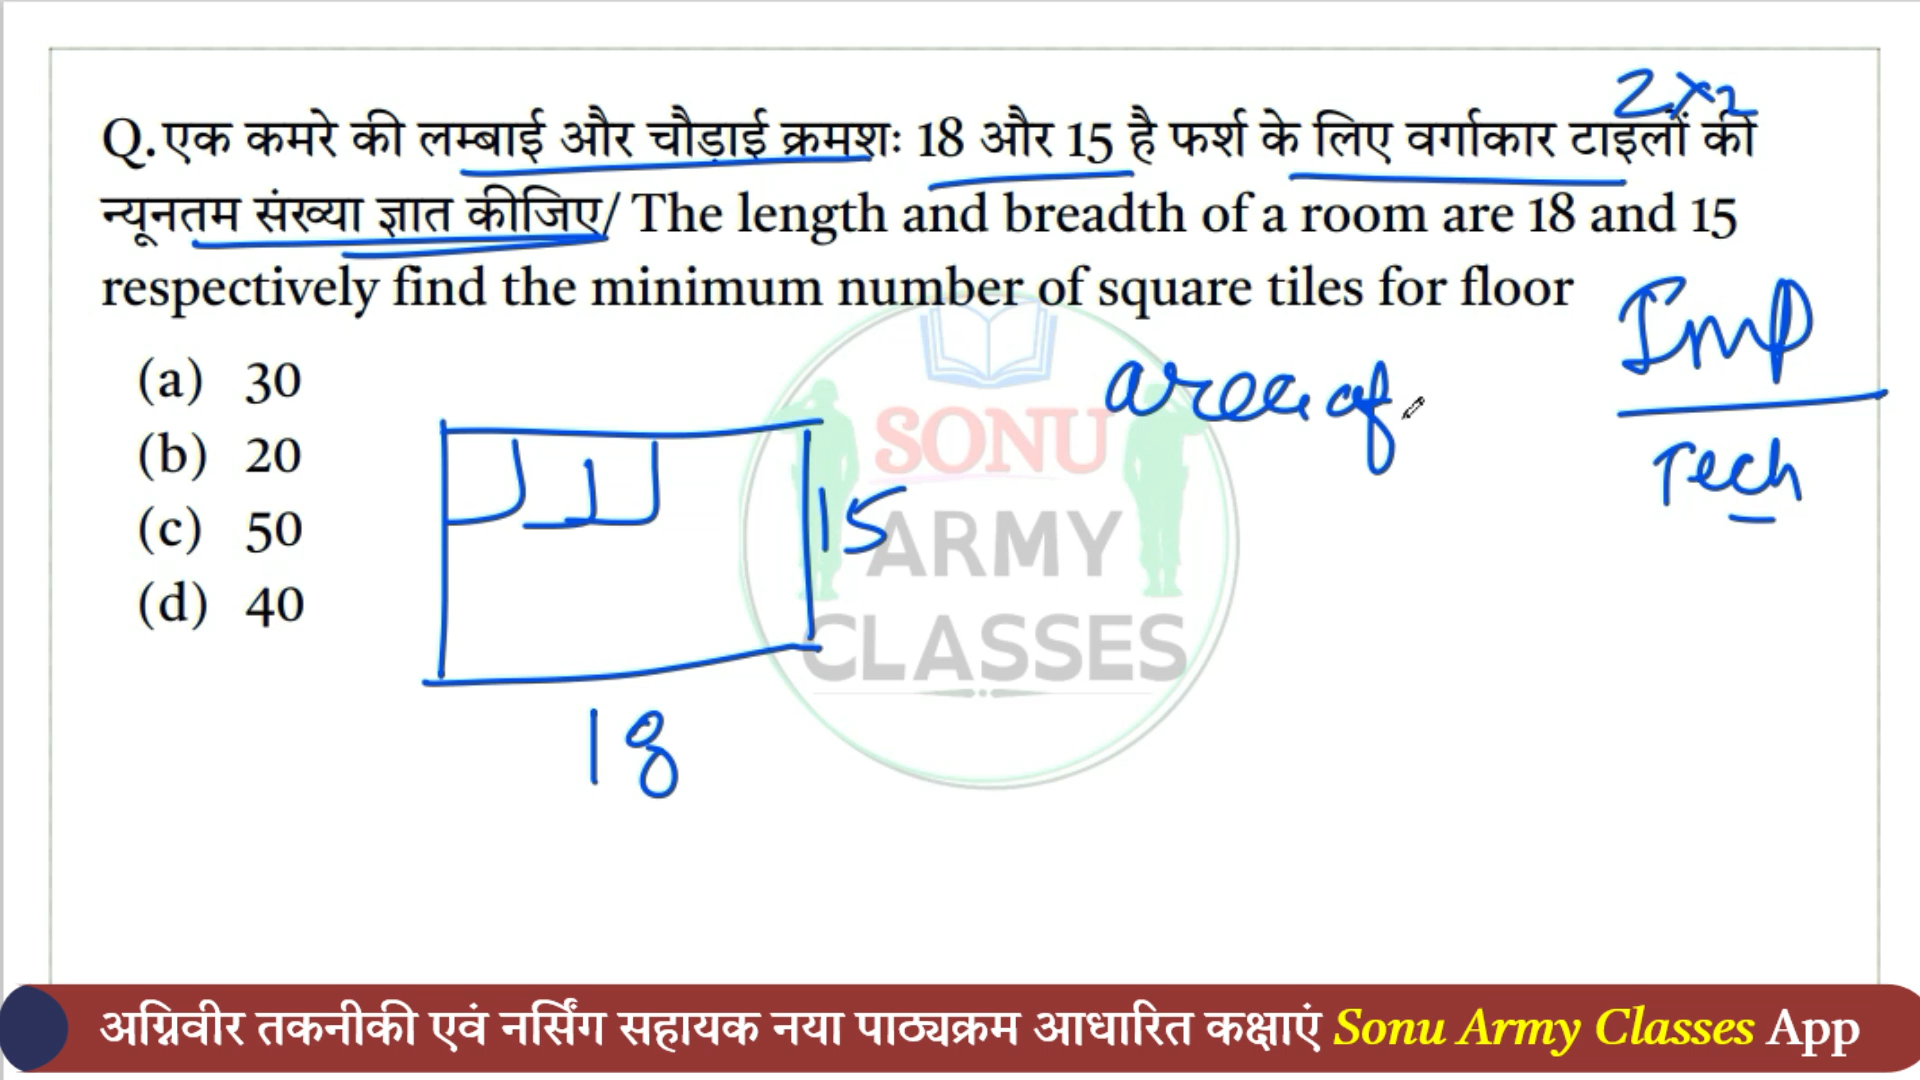 2×2
Q.एक कमरे की लम्बाई और चौड़ाई क्रमशः 18 और 15 है फर्श के लिए वर्गाकार टाइलों की
न्यूनतम संख्या ज्ञात कीजिए/ The length and breadth of a room are 18 and 15
respectively find the minimum number of square tiles for floor
(a) 30
(b) 20
(c) 50
(d) 40
area of
Imp
Tech
15
18
SONU
ARMY
CLASSES
अग्निवीर तकनीकी एवं नर्सिंग सहायक नया पाठ्यक्रम आधारित कक्षाएं Sonu Army Classes App